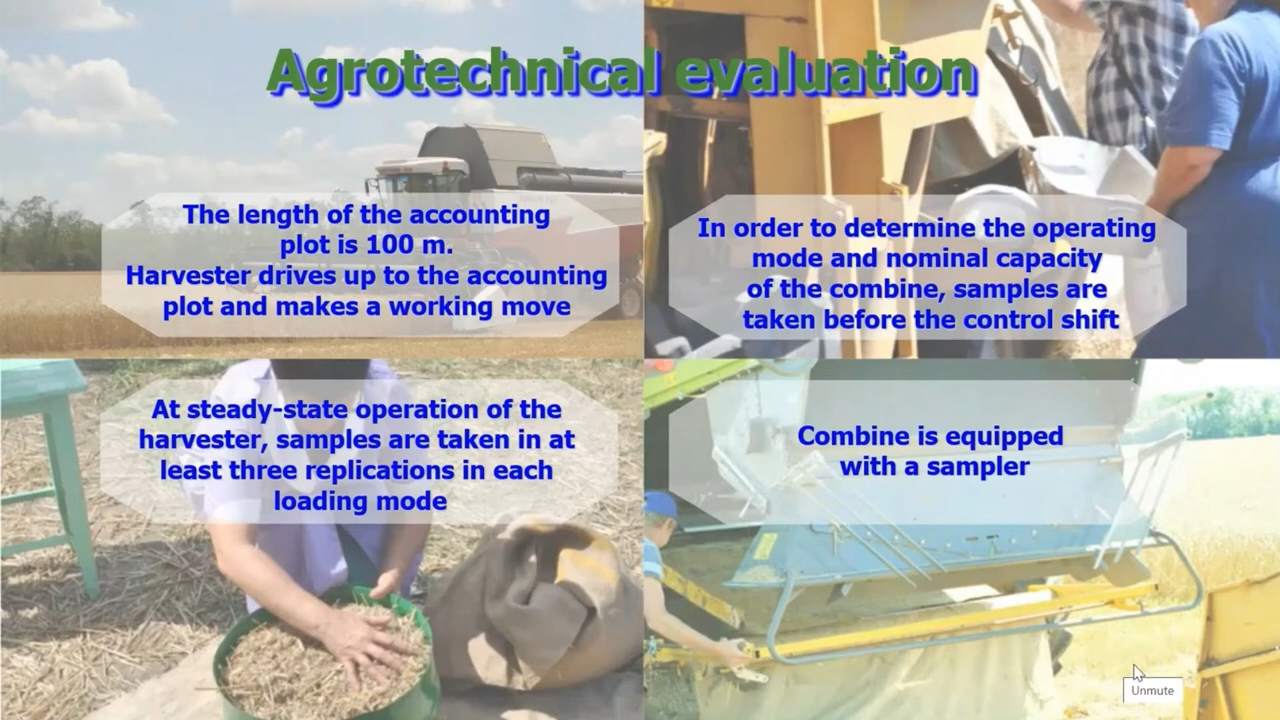 Agrotechnical evaluation
The length of the accounting
plot is 100 m.
Harvester drives up to the accounting
plot and makes a working move
In order to determine the operating
mode and nominal capacity
of the combine, samples are
taken before the control shift
At steady-state operation of the
harvester, samples are taken in at
least three replications in each
loading mode
Combine is equipped
with a sampler
Unmute